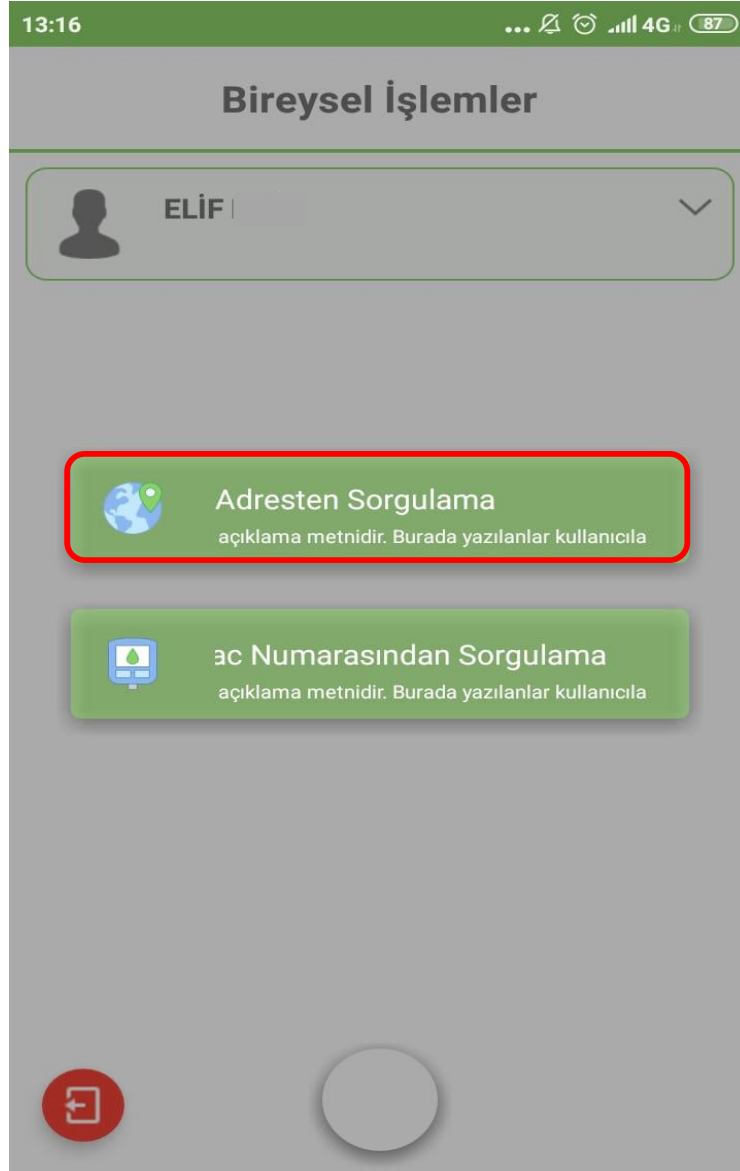 13:16 ... 4G 87
Bireysel İşlemler
ELİF
Adresten Sorgulama
açıklama metnidir. Burada yazılanlar kullanıcıla
ac Numarasından Sorgulama
açıklama metnidir. Burada yazılanlar kullanıcıla